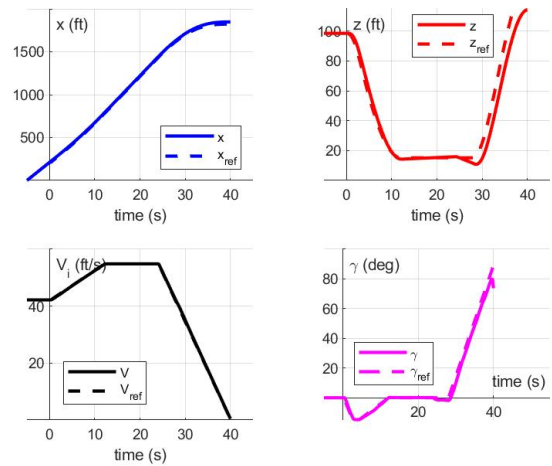 x (ft)
1500
1000
500
x
x_ref
0 10 20 30 40
time (s)
z (ft)
100
80
60
40
20
z
z_ref
0 10 20 30 40
time (s)
V_i (ft/s)
40
20
V
V_ref
0 10 20 30 40
time (s)
γ (deg)
80
60
40
20
0
γ
γ_ref
time (s)
20 40